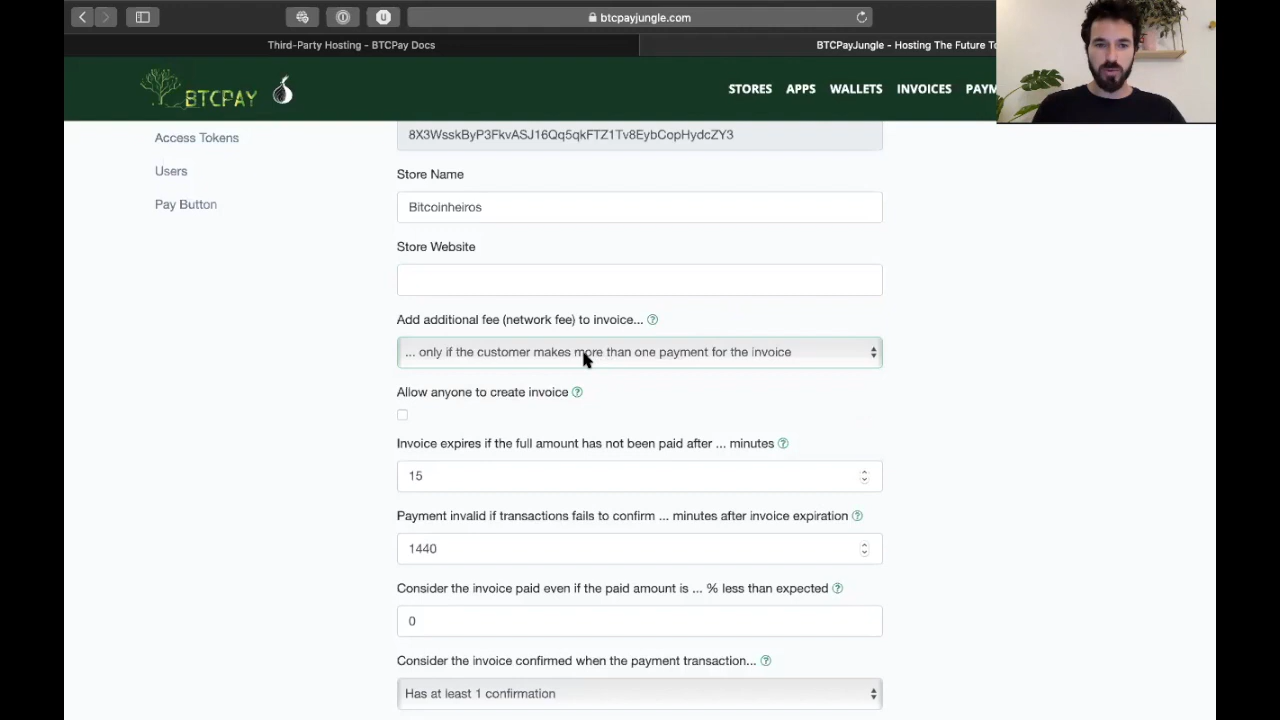 btcpayjungle.com
Third-Party Hosting - BTCPay Docs
BTCPayJungle - Hosting The Future To
BTCPAY
STORES APPS WALLETS INVOICES PAYM
Access Tokens
Users
Pay Button
8X3WsskByP3FkvASJ16Qq5qkFTZ1Tv8EybCopHydcZY3
Store Name
Bitcoinheiros
Store Website
Add additional fee (network fee) to invoice... ?
... only if the customer makes more than one payment for the invoice
Allow anyone to create invoice ?
Invoice expires if the full amount has not been paid after ... minutes ?
15
Payment invalid if transactions fails to confirm ... minutes after invoice expiration ?
1440
Consider the invoice paid even if the paid amount is ... % less than expected ?
0
Consider the invoice confirmed when the payment transaction... ?
Has at least 1 confirmation